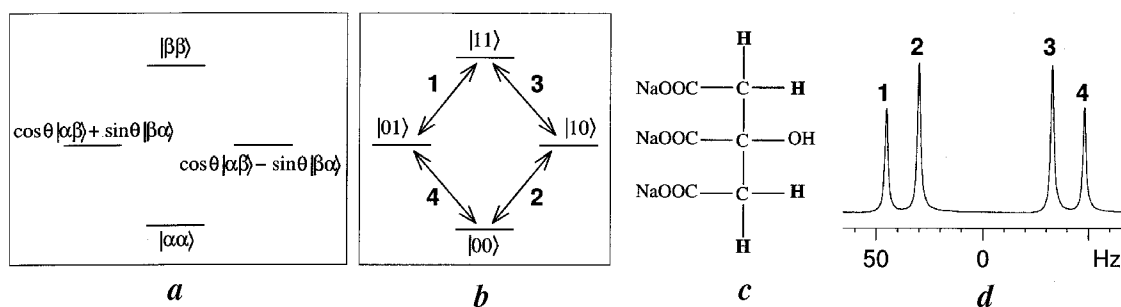 |ββ⟩
cosθ|αβ⟩+sinθ|βα⟩
cosθ|αβ⟩−sinθ|βα⟩
|αα⟩
a
|11⟩
1
3
|01⟩
|10⟩
4
2
|00⟩
b
H
NaOOC C H
NaOOC C OH
NaOOC C H
H
c
1
2
3
4
50 0 Hz
d